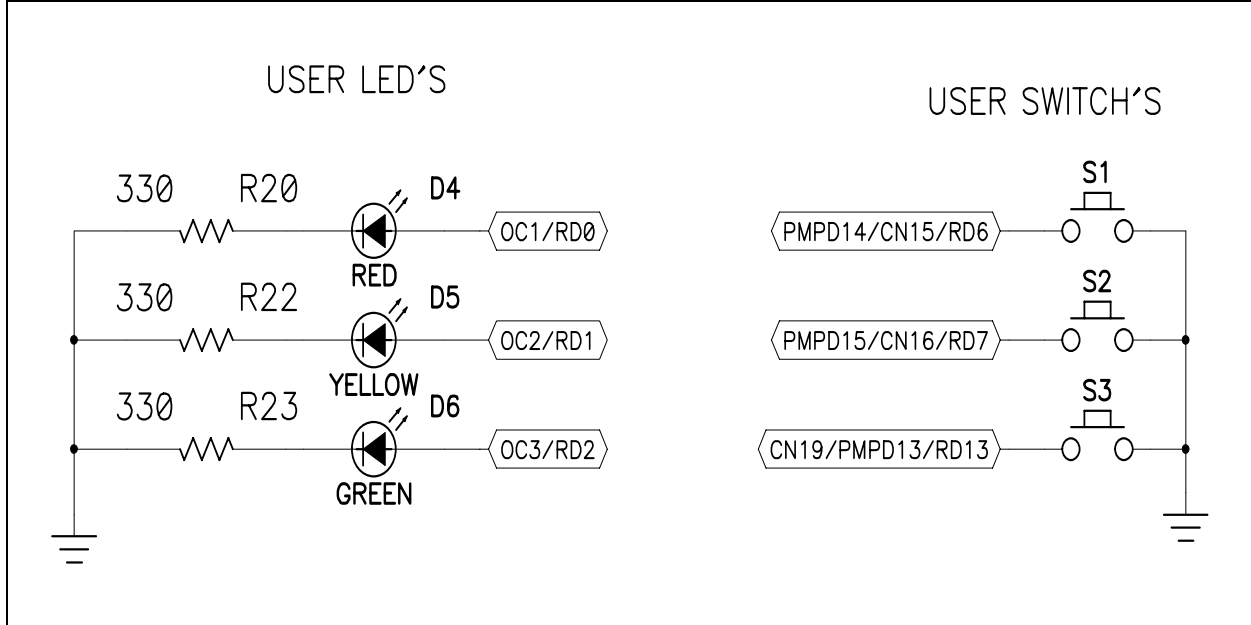 USER LED'S
330 R20 D4
OC1/RD0
RED
330 R22 D5
OC2/RD1
YELLOW
330 R23 D6
OC3/RD2
GREEN
USER SWITCH'S
S1
PMPD14/CN15/RD6
S2
PMPD15/CN16/RD7
S3
CN19/PMPD13/RD13